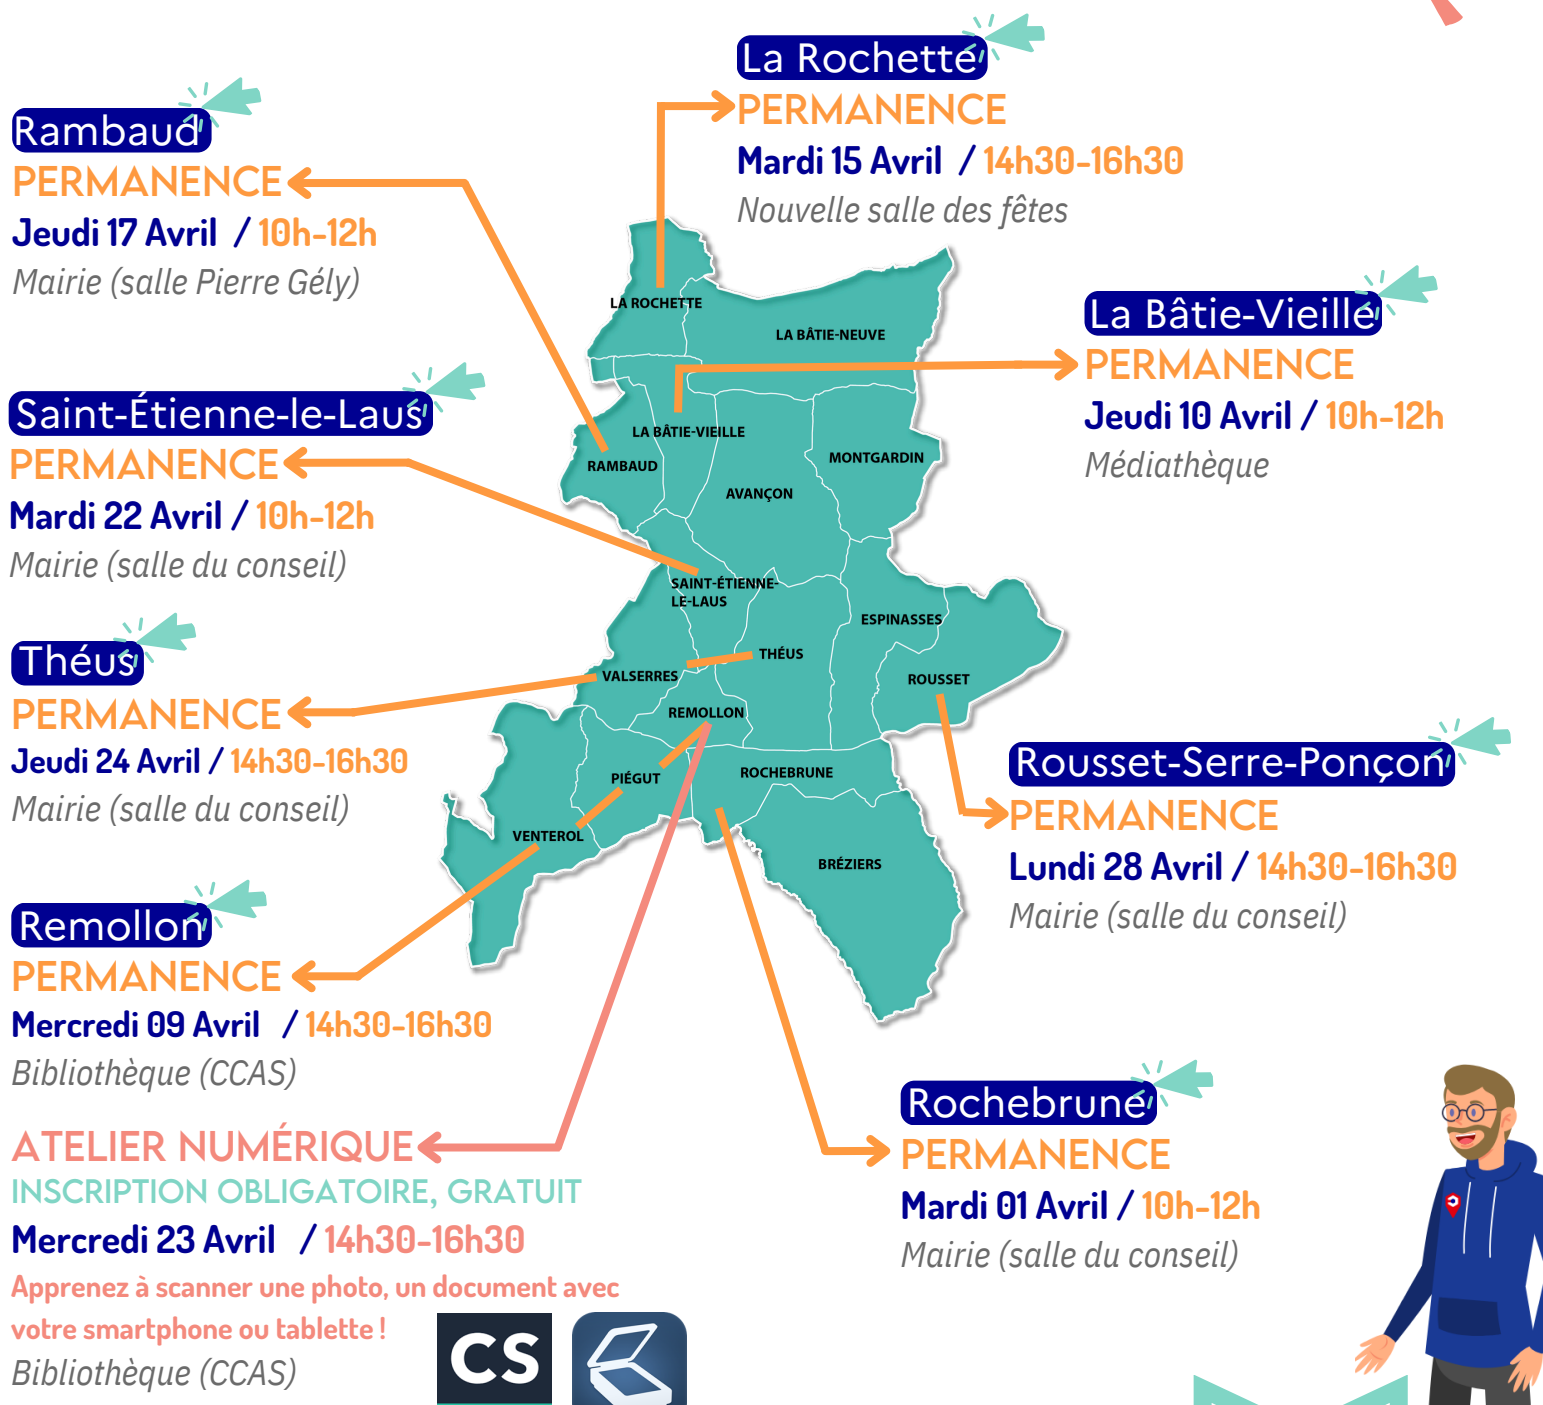 La Rochette
PERMANENCE
Mardi 15 Avril / 14h30-16h30
Nouvelle salle des fêtes
Rambaud
PERMANENCE
Jeudi 17 Avril / 10h-12h
Mairie (salle Pierre Gély)
La Bâtie-Vieille
PERMANENCE
Jeudi 10 Avril / 10h-12h
Médiathèque
Saint-Étienne-le-Laus
PERMANENCE
Mardi 22 Avril / 10h-12h
Mairie (salle du conseil)
Théus
PERMANENCE
Jeudi 24 Avril / 14h30-16h30
Mairie (salle du conseil)
LA ROCHETTE
LA BÂTIE-NEUVE
LA BÂTIE-VIEILLE
RAMBAUD
MONTGARDIN
AVANÇON
SAINT-ÉTIENNE-
LE-LAUS
ESPINASSES
THÉUS
VALSERRES
ROUSSET
REMOLLON
PIÉGUT
ROCHEBRUNE
VENTEROL
BRÉZIERS
Rousset-Serre-Ponçon
PERMANENCE
Lundi 28 Avril / 14h30-16h30
Mairie (salle du conseil)
Remollon
PERMANENCE
Mercredi 09 Avril / 14h30-16h30
Bibliothèque (CCAS)
ATELIER NUMÉRIQUE
INSCRIPTION OBLIGATOIRE, GRATUIT
Mercredi 23 Avril / 14h30-16h30
Apprenez à scanner une photo, un document avec
votre smartphone ou tablette !
Bibliothèque (CCAS)
CS
Rochebrune
PERMANENCE
Mardi 01 Avril / 10h-12h
Mairie (salle du conseil)